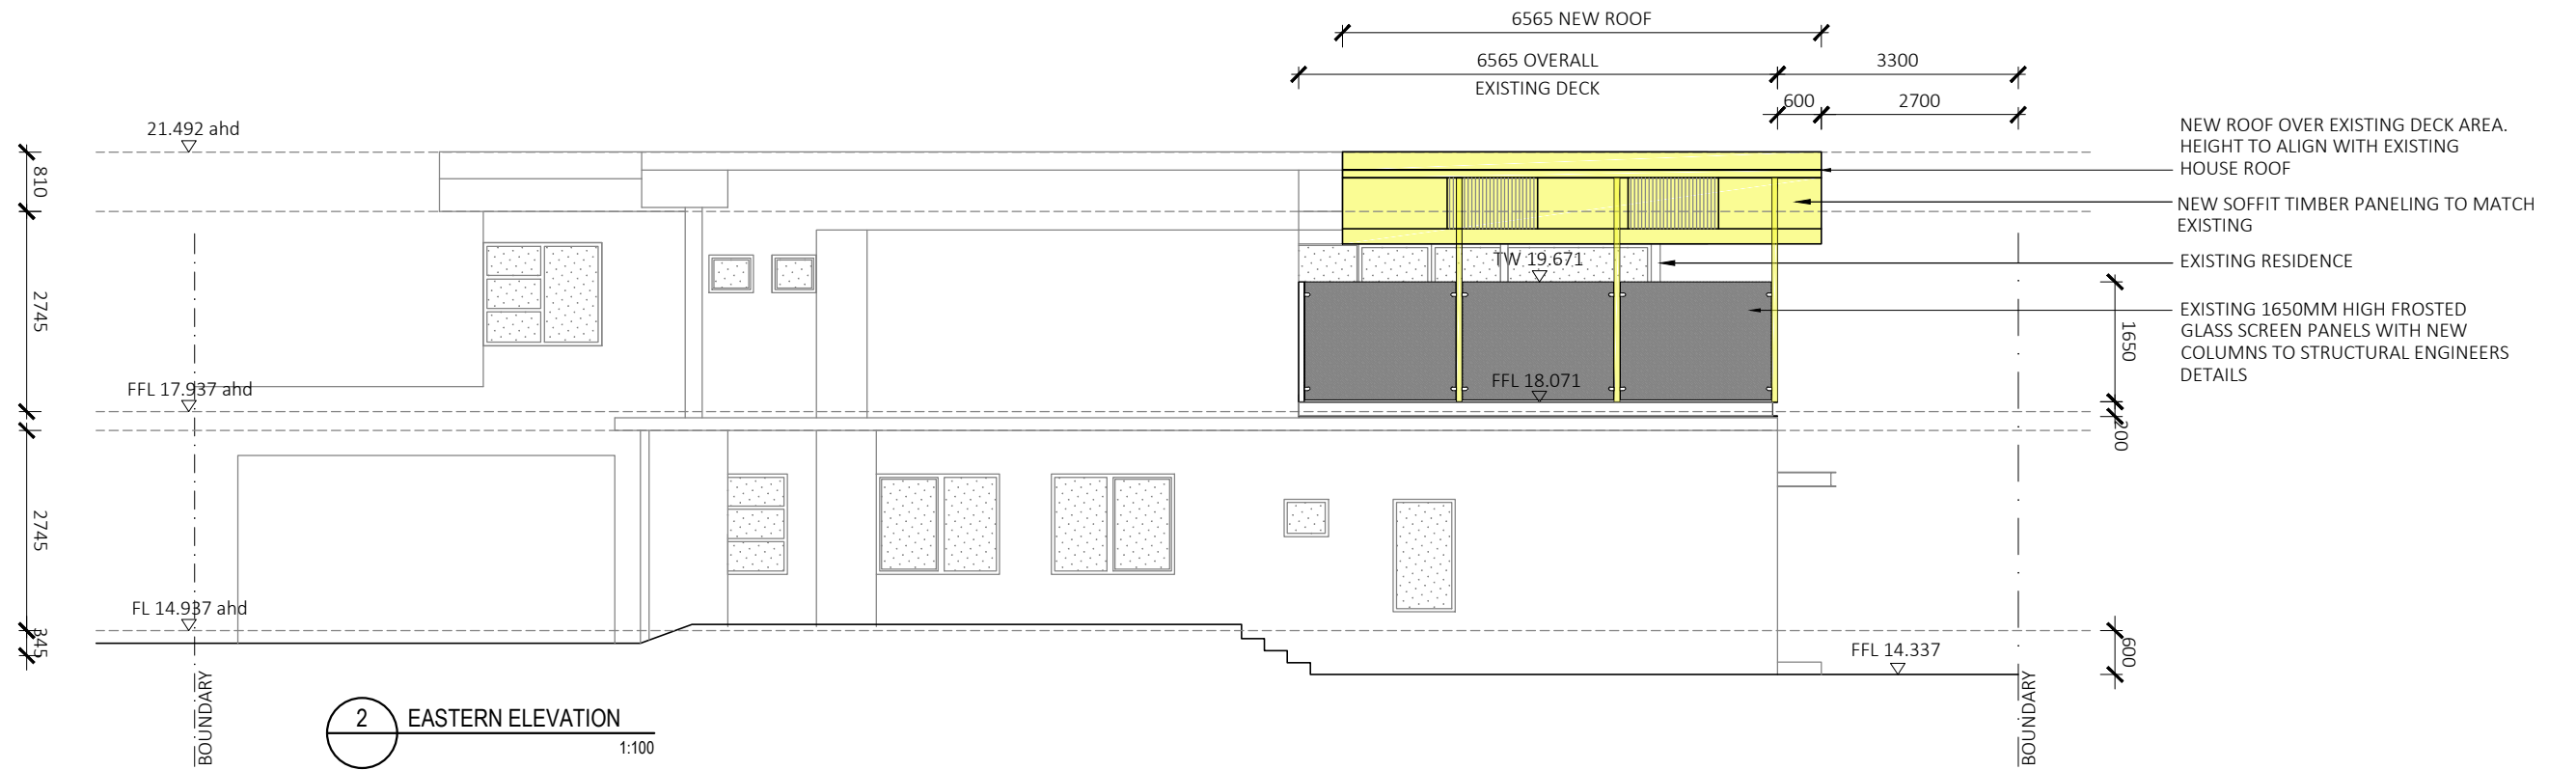 6565 NEW ROOF
6565 OVERALL
3300
EXISTING DECK
600
2700
21.492 ahd
NEW ROOF OVER EXISTING DECK AREA.
HEIGHT TO ALIGN WITH EXISTING
HOUSE ROOF
810
NEW SOFFIT TIMBER PANELING TO MATCH
EXISTING
TW 19.671
EXISTING RESIDENCE
2745
EXISTING 1650MM HIGH FROSTED
GLASS SCREEN PANELS WITH NEW
COLUMNS TO STRUCTURAL ENGINEERS
DETAILS
1650
FFL 17.937 ahd
FFL 18.071
200
2745
FL 14.937 ahd
345
FFL 14.337
600
BOUNDARY
BOUNDARY
2
EASTERN ELEVATION
1:100